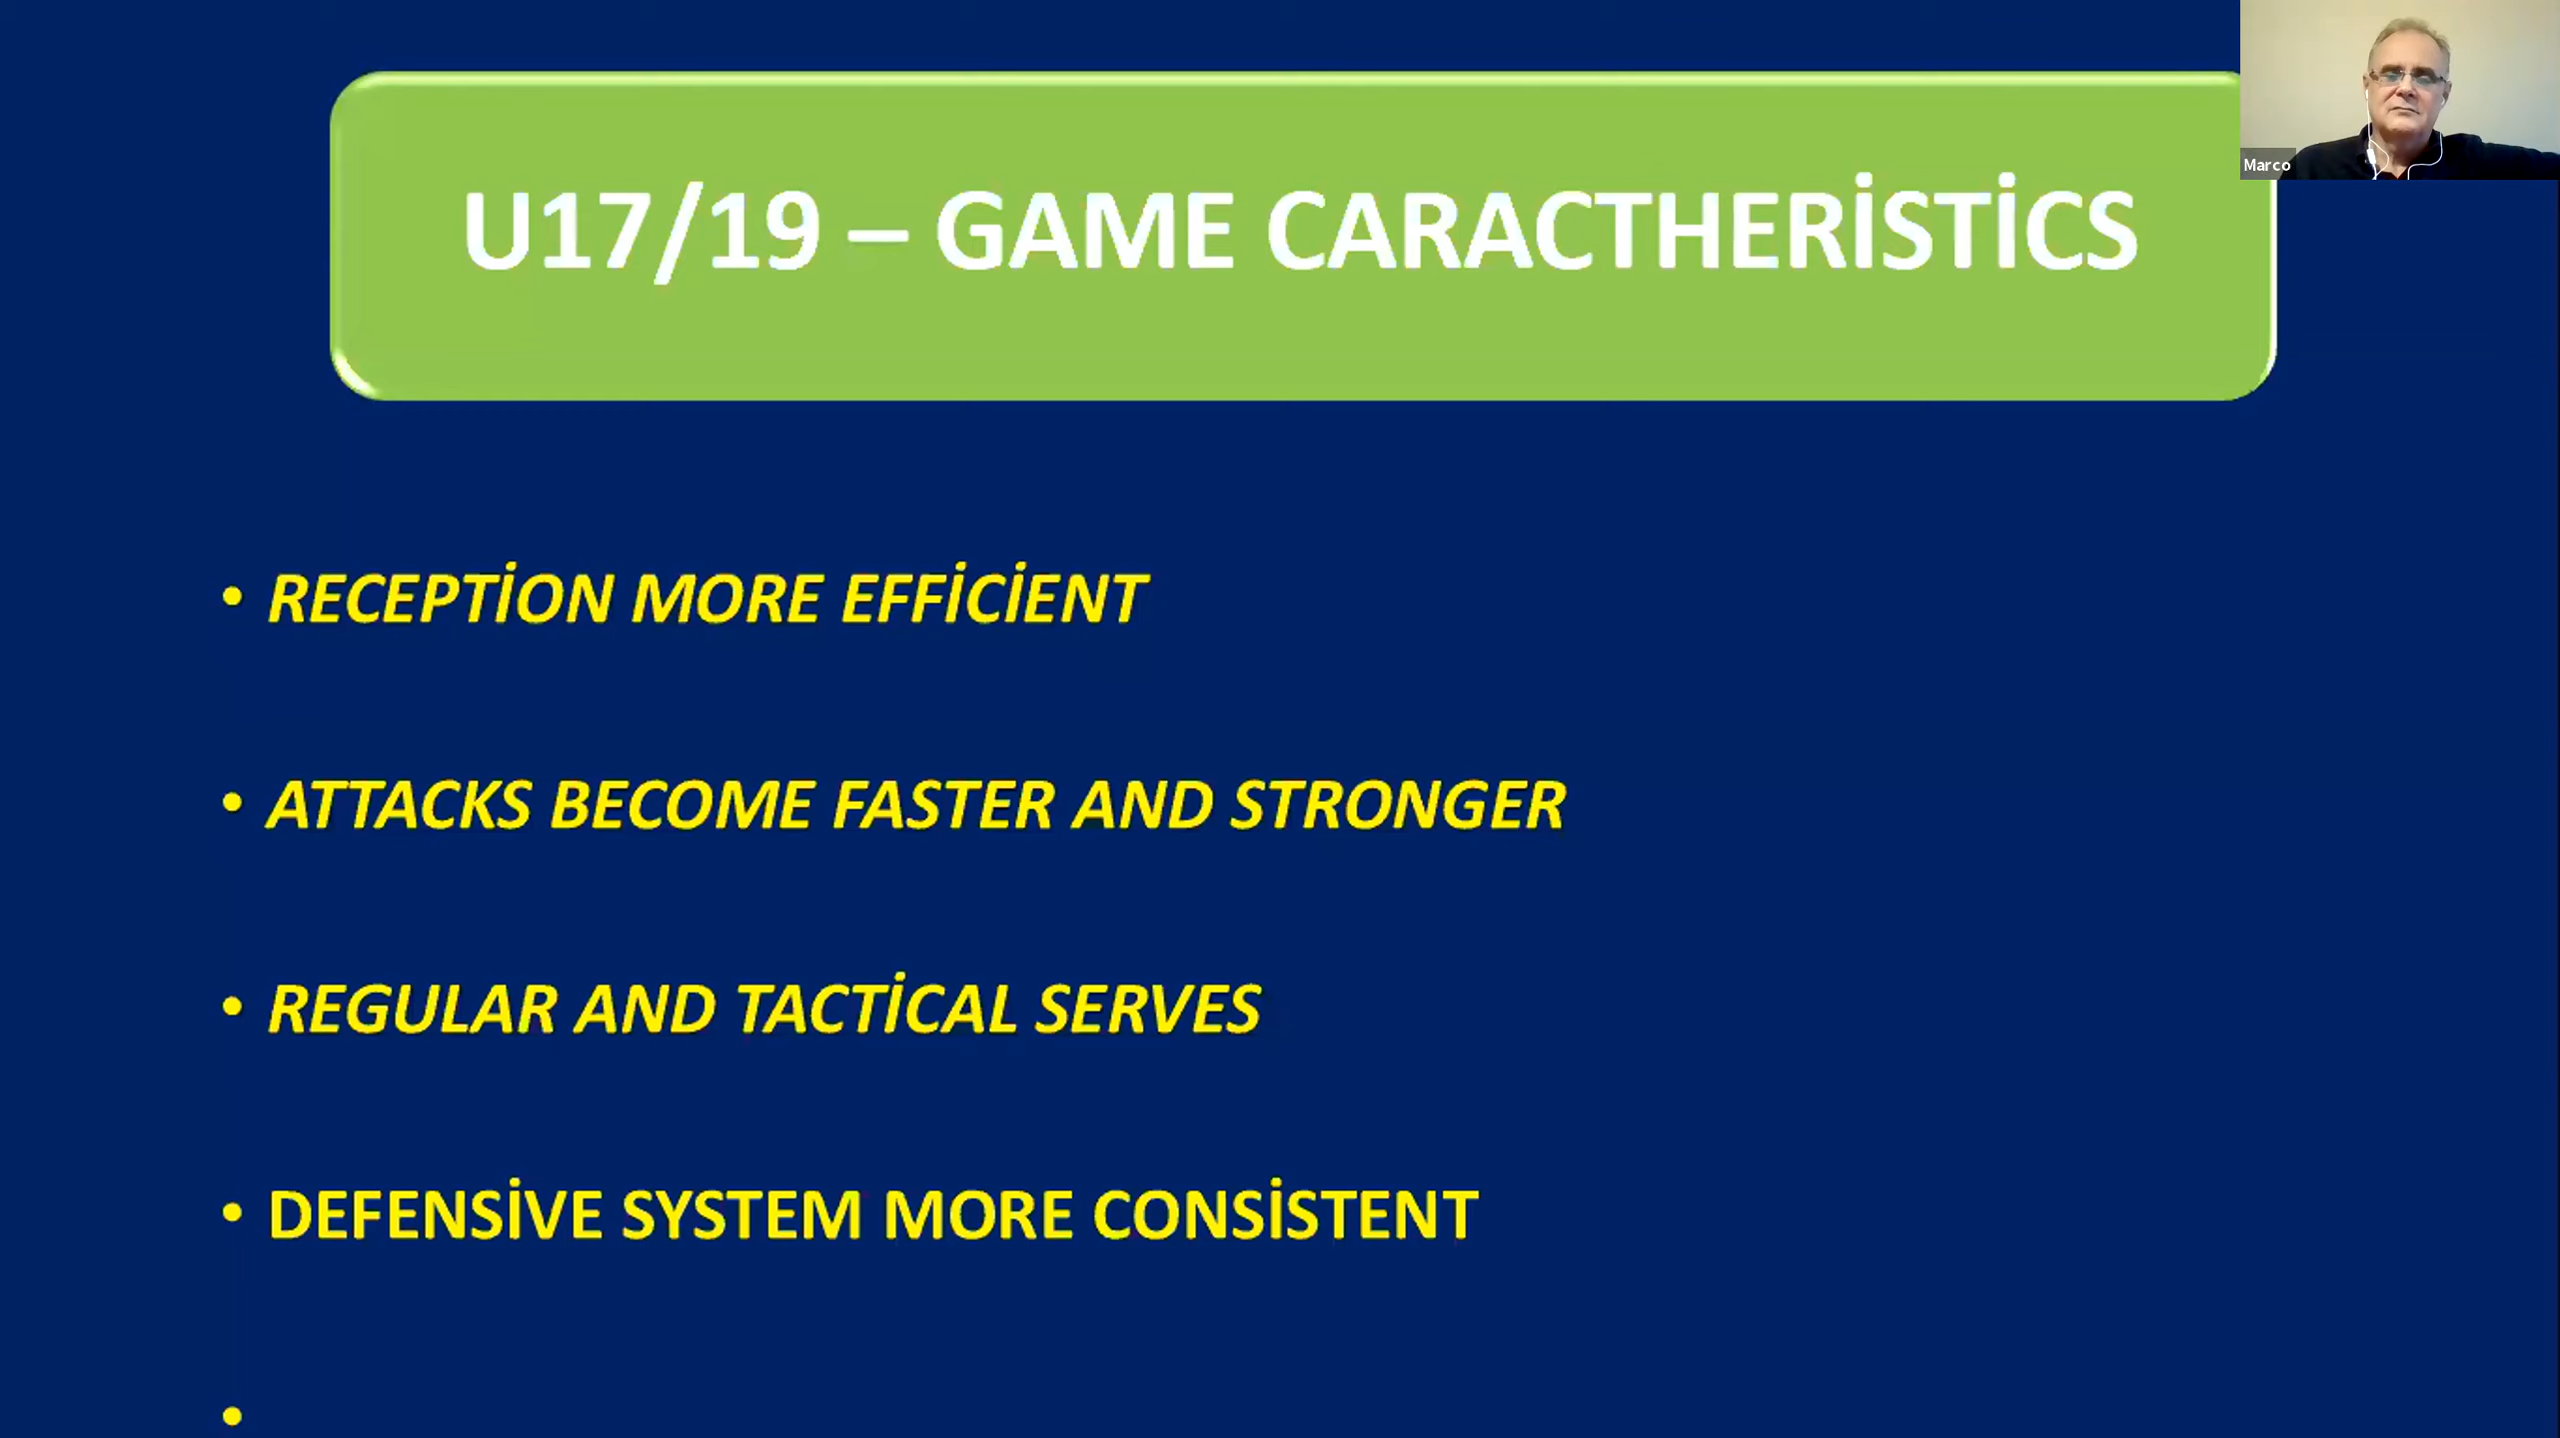 U17/19 – GAME CARACTHERİSTİCS
Marco
• RECEPTİON MORE EFFİCİENT
• ATTACKS BECOME FASTER AND STRONGER
• REGULAR AND TACTİCAL SERVES
• DEFENSİVE SYSTEM MORE CONSİSTENT
•